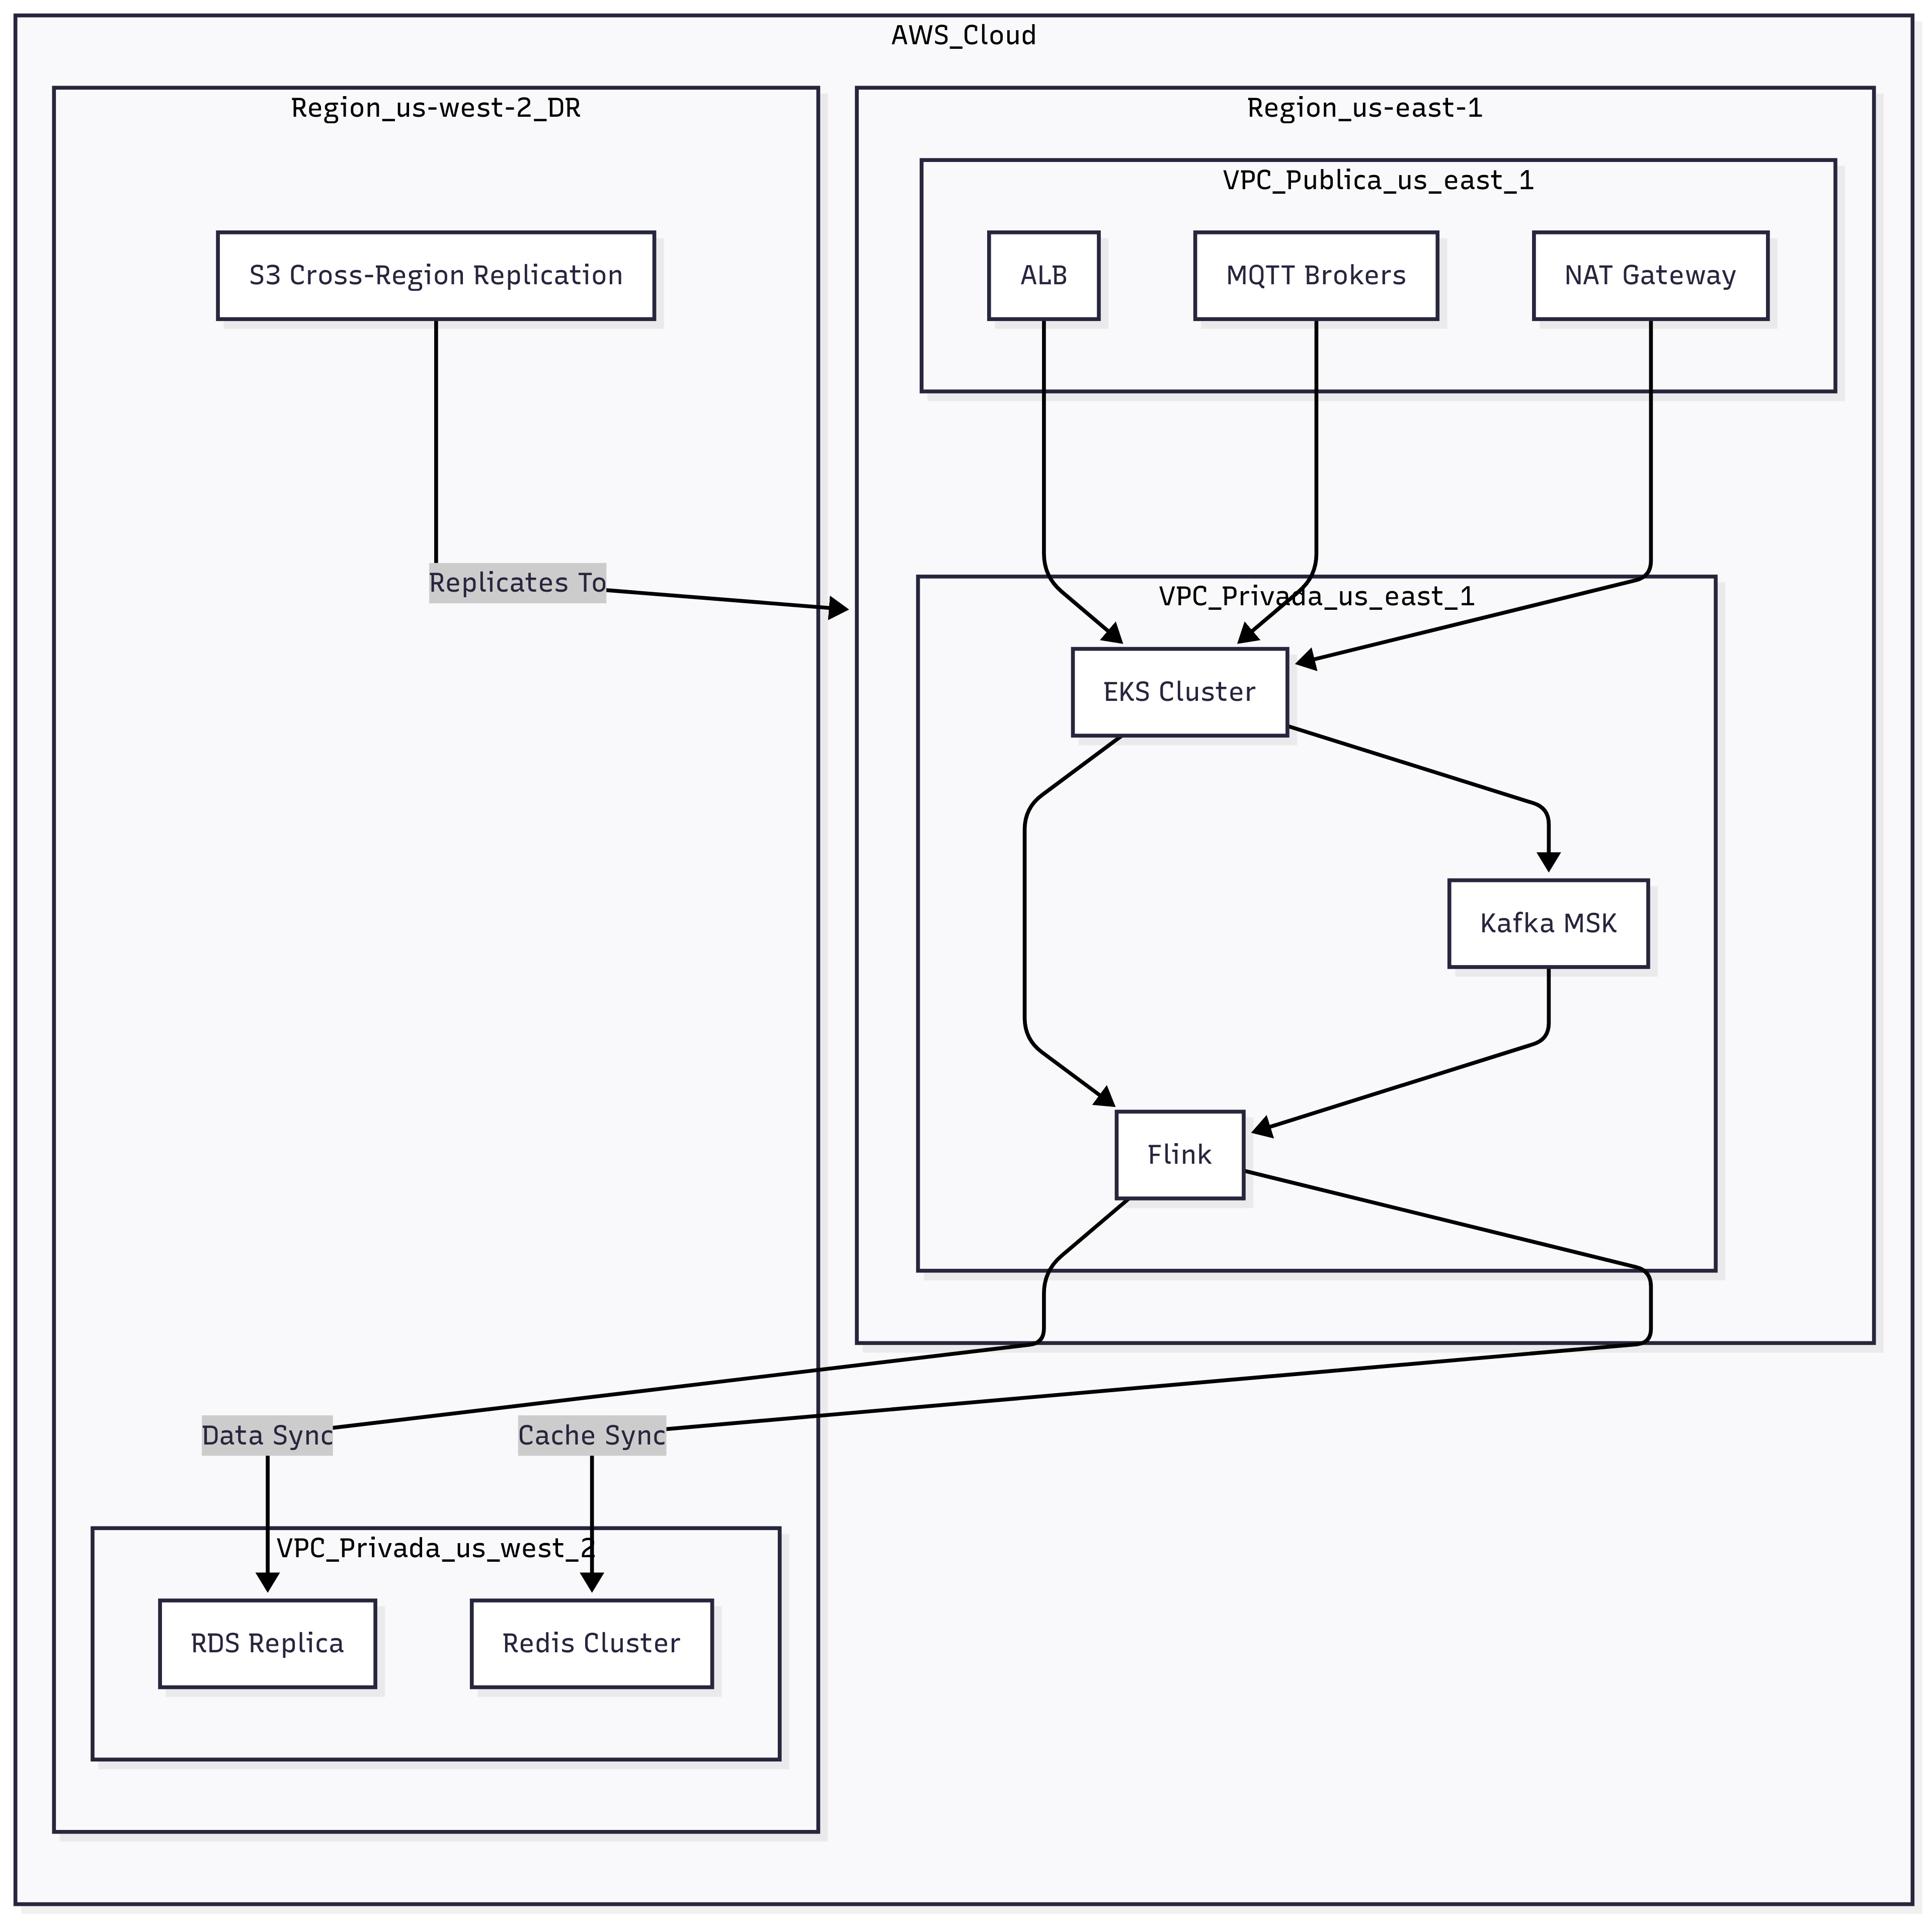 AWS_Cloud
Region_us-west-2_DR
Region_us-east-1
VPC_Publica_us_east_1
S3 Cross-Region Replication
ALB
MQTT Brokers
NAT Gateway
Replicates To
VPC_Privada_us_east_1
EKS Cluster
Kafka MSK
Flink
Data Sync
Cache Sync
VPC_Privada_us_west_2
RDS Replica
Redis Cluster